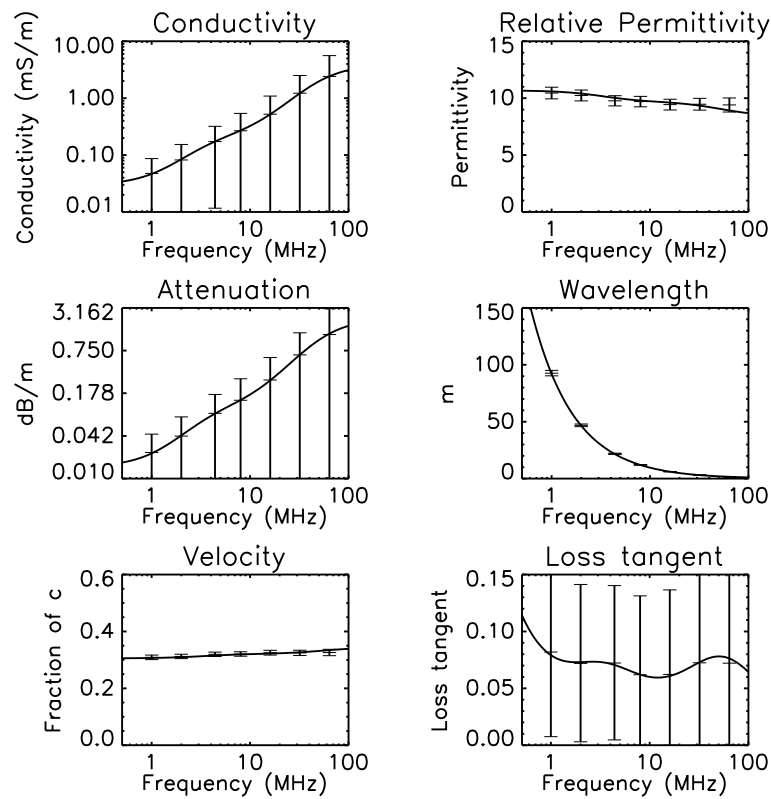 Conductivity
Conductivity (mS/m)
10.00
1.00
0.10
0.01
1
10
100
Frequency (MHz)
Relative Permittivity
Permittivity
15
10
5
0
1
10
100
Frequency (MHz)
Attenuation
dB/m
3.162
0.750
0.178
0.042
0.010
1
10
100
Frequency (MHz)
Wavelength
m
150
100
50
0
1
10
100
Frequency (MHz)
Velocity
Fraction of c
0.6
0.4
0.2
0.0
1
10
100
Frequency (MHz)
Loss tangent
Loss tangent
0.15
0.10
0.05
0.00
1
10
100
Frequency (MHz)